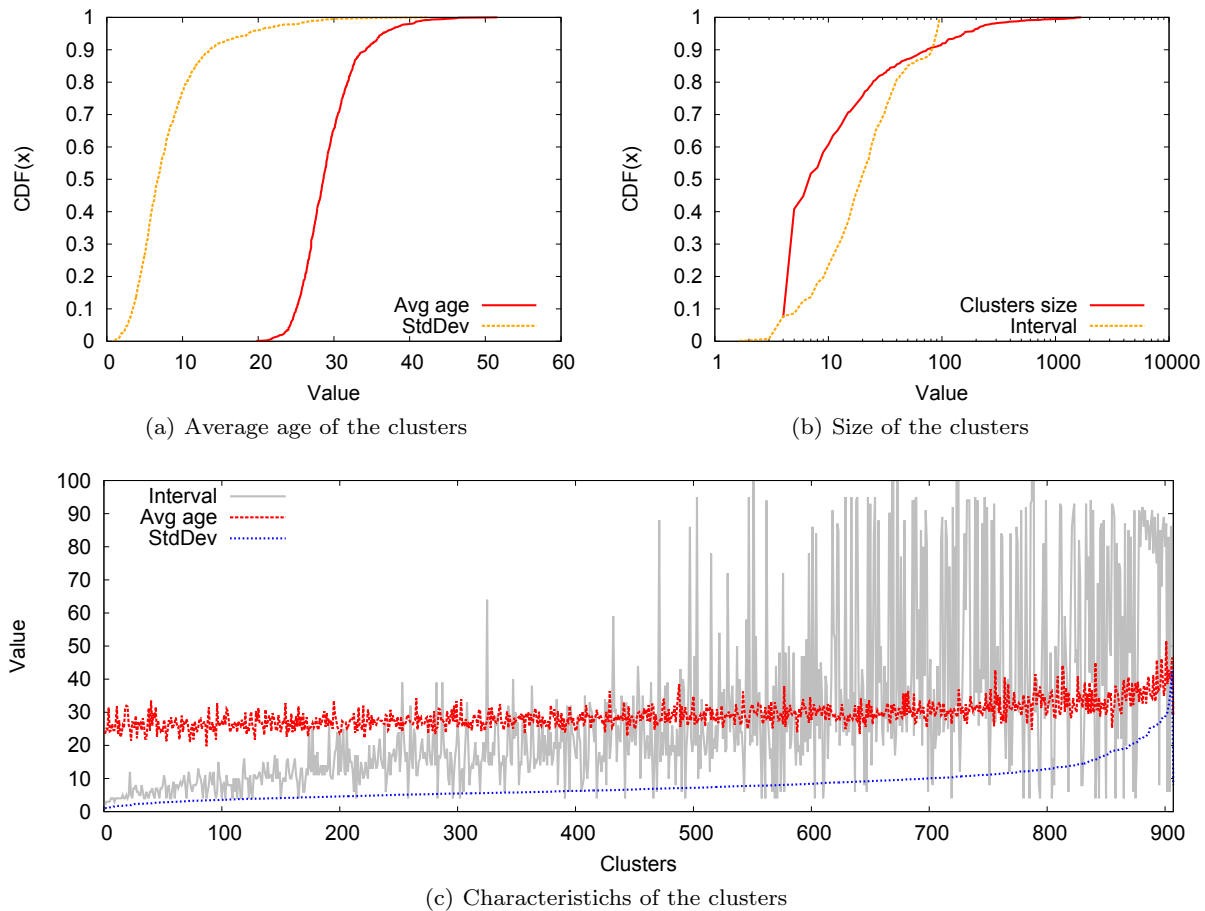 1
0.9
0.8
0.7
0.6
0.5
0.4
0.3
0.2
0.1
0
CDF(x)
Avg age
StdDev
0 10 20 30 40 50 60
Value
(a) Average age of the clusters
1
0.9
0.8
0.7
0.6
0.5
0.4
0.3
0.2
0.1
0
CDF(x)
Clusters size
Interval
1 10 100 1000 10000
Value
(b) Size of the clusters
100
90
80
70
60
50
40
30
20
10
0
Value
Interval
Avg age
StdDev
0 100 200 300 400 500 600 700 800 900
Clusters
(c) Characteristichs of the clusters